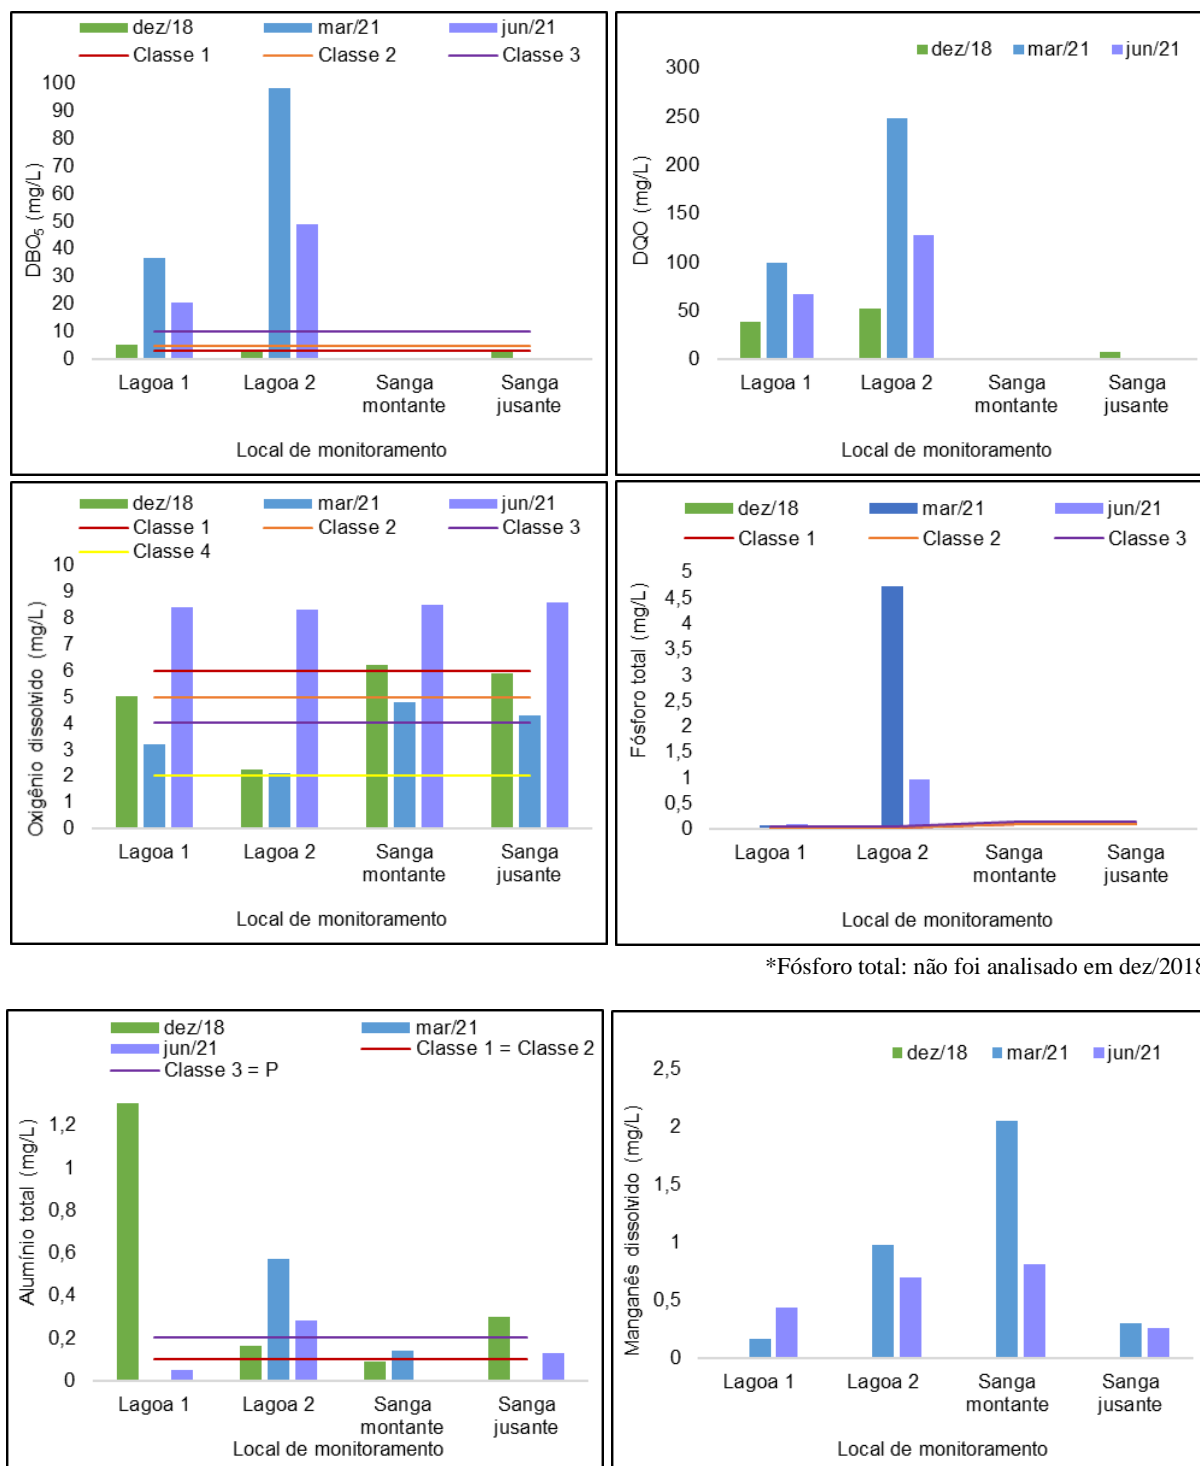 dez/18 mar/21 jun/21
Classe 1 Classe 2 Classe 3
100
90
80
70
60
50
40
30
20
10
0
DBO5 (mg/L)
Lagoa 1 Lagoa 2 Sanga montante Sanga jusante
Local de monitoramento
dez/18 mar/21 jun/21
300
250
200
150
100
50
0
DQO (mg/L)
Lagoa 1 Lagoa 2 Sanga montante Sanga jusante
Local de monitoramento
dez/18 mar/21 jun/21
Classe 1 Classe 2 Classe 3
Classe 4
10
9
8
7
6
5
4
3
2
1
0
Oxigênio dissolvido (mg/L)
Lagoa 1 Lagoa 2 Sanga montante Sanga jusante
Local de monitoramento
dez/18 mar/21 jun/21
Classe 1 Classe 2 Classe 3
5
4,5
4
3,5
3
2,5
2
1,5
1
0,5
0
Fósforo total (mg/L)
Lagoa 1 Lagoa 2 Sanga montante Sanga jusante
Local de monitoramento
*Fósforo total: não foi analisado em dez/2018
dez/18 mar/21
jun/21 Classe 1 = Classe 2
Classe 3 = P
1,2
1
0,8
0,6
0,4
0,2
0
Alumínio total (mg/L)
Lagoa 1 Lagoa 2 Sanga montante Sanga jusante
Local de monitoramento
dez/18 mar/21 jun/21
2,5
2
1,5
1
0,5
0
Manganês dissolvido (mg/L)
Lagoa 1 Lagoa 2 Sanga montante Sanga jusante
Local de monitoramento